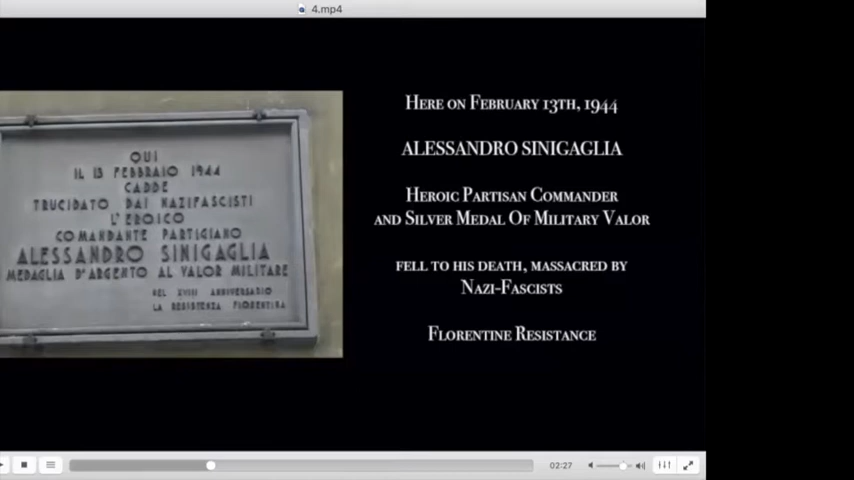 4.mp4
QUI
IL 13 FEBBRAIO 1944
CADDE
TRUCIDATO DAI NAZIFASCISTI
L'EROICO
COMANDANTE PARTIGIANO
ALESSANDRO SINIGAGLIA
MEDAGLIA D'ARGENTO AL VALOR MILITARE
NEL XVIII ANNIVERSARIO
LA RESISTENZA FIORENTINA
HERE ON FEBRUARY 13TH, 1944
ALESSANDRO SINIGAGLIA
HEROIC PARTISAN COMMANDER
AND SILVER MEDAL OF MILITARY VALOR
FELL TO HIS DEATH, MASSACRED BY
NAZI-FASCISTS
FLORENTINE RESISTANCE
02:27